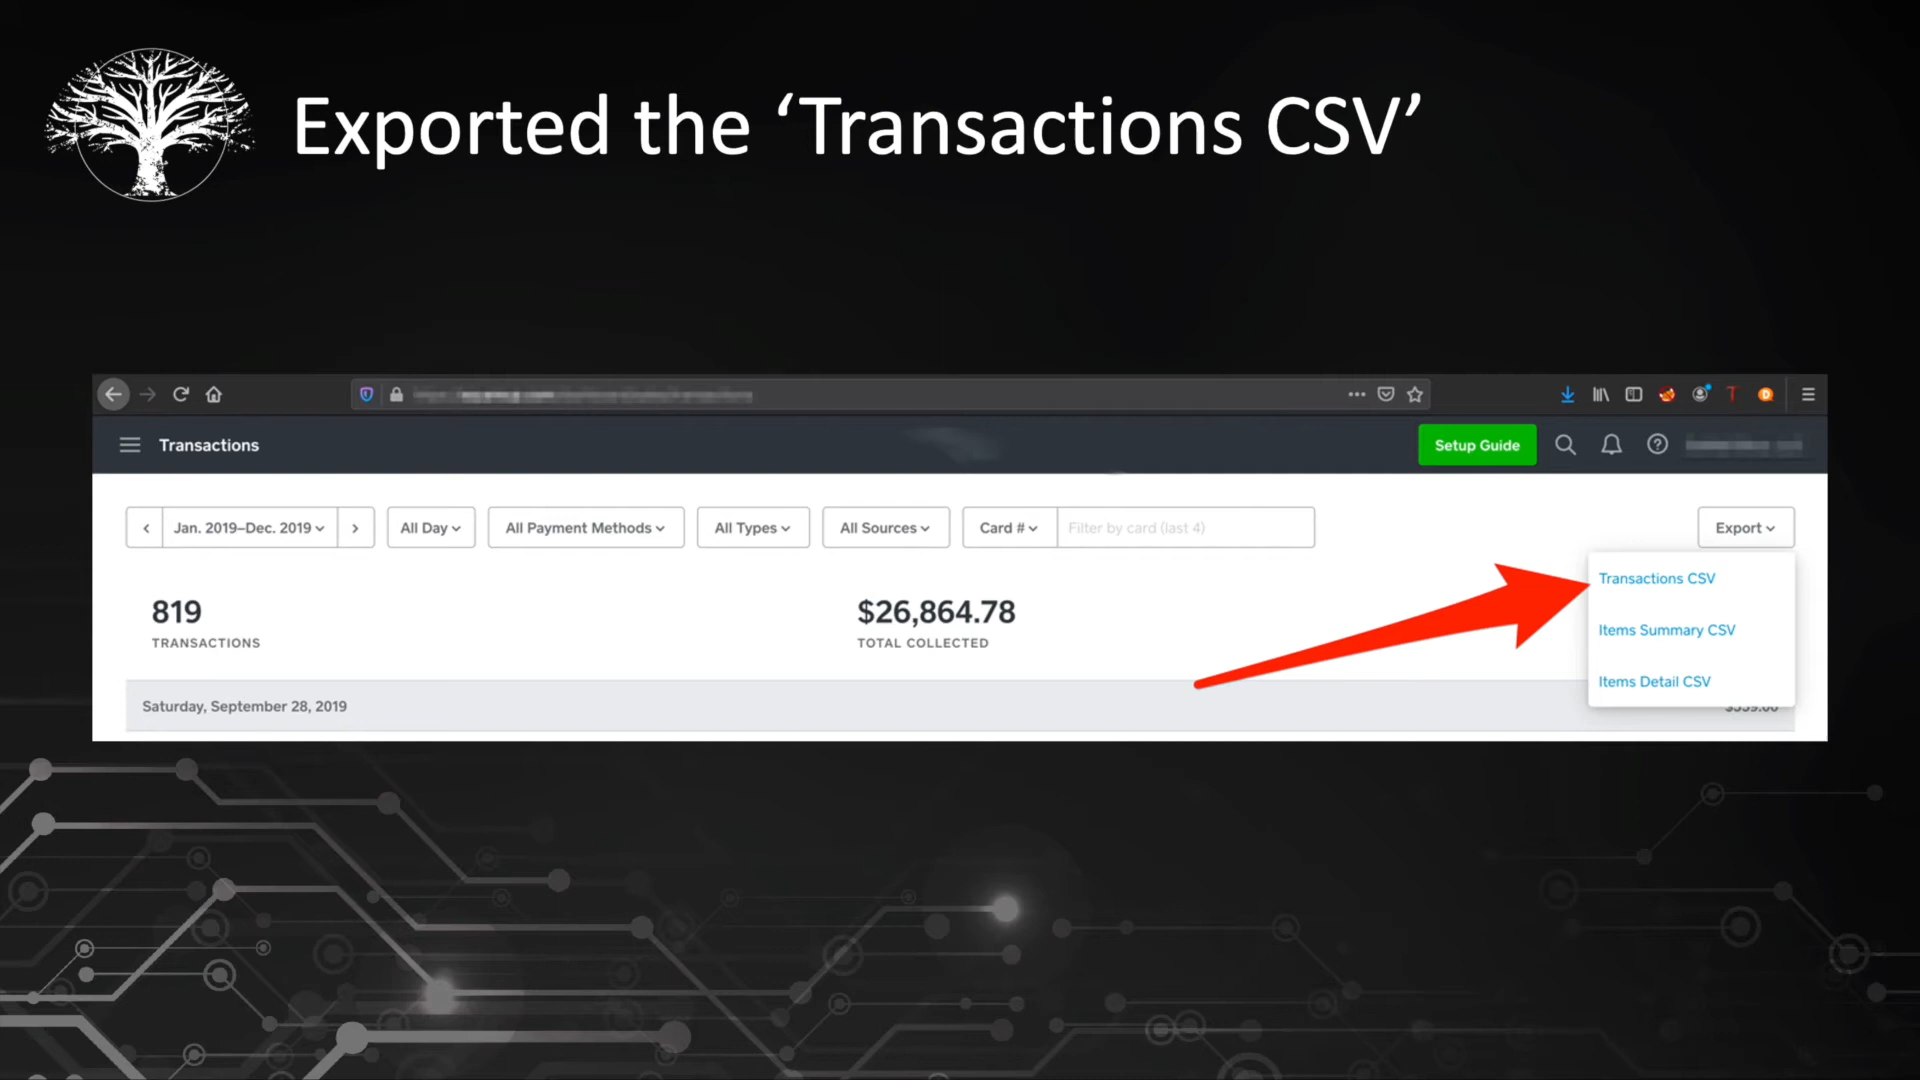 Exported the ‘Transactions CSV’
Transactions
Setup Guide
Jan. 2019–Dec. 2019
All Day
All Payment Methods
All Types
All Sources
Card #
Filter by card (last 4)
Export
Transactions CSV
Items Summary CSV
Items Detail CSV
819
TRANSACTIONS
$26,864.78
TOTAL COLLECTED
Saturday, September 28, 2019